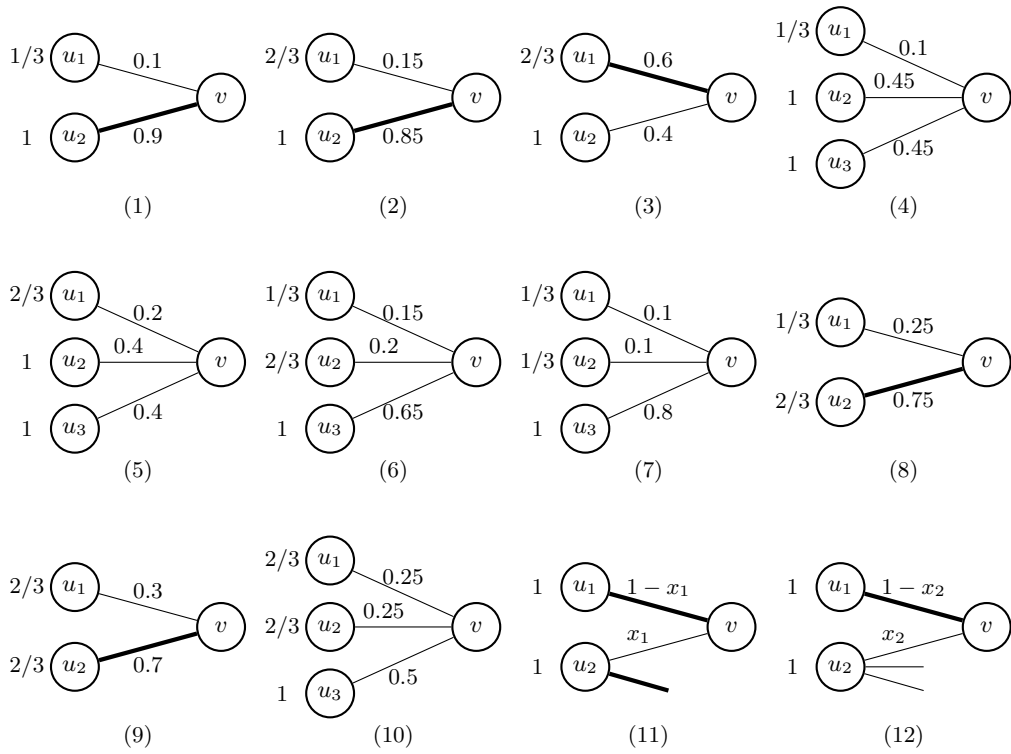 1/3 u₁ 0.1 v
1 u₂ 0.9
(1)
2/3 u₁ 0.15 v
1 u₂ 0.85
(2)
2/3 u₁ 0.6 v
1 u₂ 0.4
(3)
1/3 u₁ 0.1
1 u₂ 0.45 v
1 u₃ 0.45
(4)
2/3 u₁ 0.2
1 u₂ 0.4 v
1 u₃ 0.4
(5)
1/3 u₁ 0.15
2/3 u₂ 0.2 v
1 u₃ 0.65
(6)
1/3 u₁ 0.1
1/3 u₂ 0.1 v
1 u₃ 0.8
(7)
1/3 u₁ 0.25 v
2/3 u₂ 0.75
(8)
2/3 u₁ 0.3 v
2/3 u₂ 0.7
(9)
2/3 u₁ 0.25
2/3 u₂ 0.25 v
1 u₃ 0.5
(10)
1 u₁ 1 − x₁ v
1 u₂ x₁
(11)
1 u₁ 1 − x₂ v
1 u₂ x₂
(12)